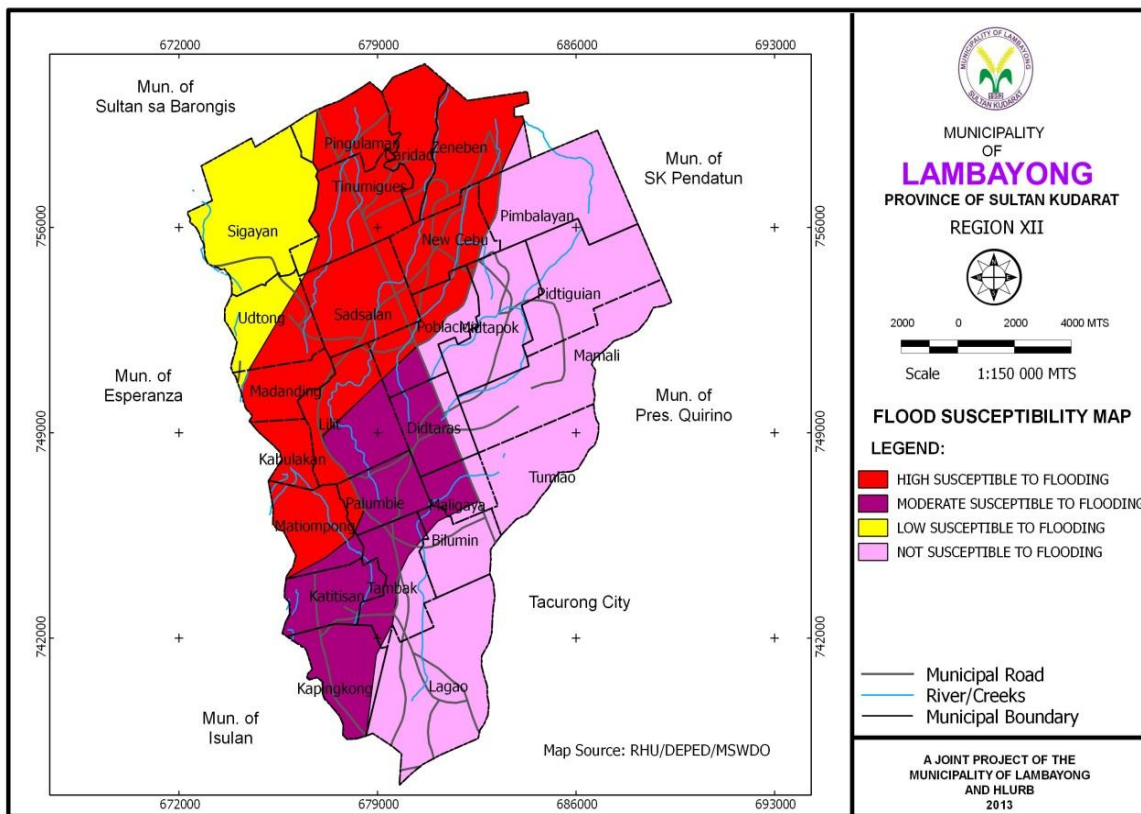 672000
679000
686000
693000
756000
749000
742000
756000
749000
742000
Mun. of
Sultan sa Barongis
Mun. of
SK Pendatun
Mun. of
Esperanza
Mun. of
Pres. Quirino
Tacurong City
Mun. of
Isulan
Pingulaman
Zeneben
Tinumigues
Sigayan
Pimbalayan
New Cebu
Udtong
Sadsalan
Pidtiguian
Midtapok
Mamali
Madanding
Lilit
Didtaras
Kabulakan
Tumiao
Palumbie
Maligaya
Matiompong
Bilumin
Katitisan
Tambak
Kapingkong
Lagao
Map Source: RHU/DEPED/MSWDO
672000
679000
686000
693000
MUNICIPALITY OF LAMBAYONG
SULTAN KUDARAT
MUNICIPALITY
OF
LAMBAYONG
PROVINCE OF SULTAN KUDARAT
REGION XII
2000 0 2000 4000 MTS
Scale 1:150 000 MTS
FLOOD SUSCEPTIBILITY MAP
LEGEND:
HIGH SUSCEPTIBLE TO FLOODING
MODERATE SUSCEPTIBLE TO FLOODING
LOW SUSCEPTIBLE TO FLOODING
NOT SUSCEPTIBLE TO FLOODING
Municipal Road
River/Creeks
Municipal Boundary
A JOINT PROJECT OF THE
MUNICIPALITY OF LAMBAYONG
AND HLURB
2013